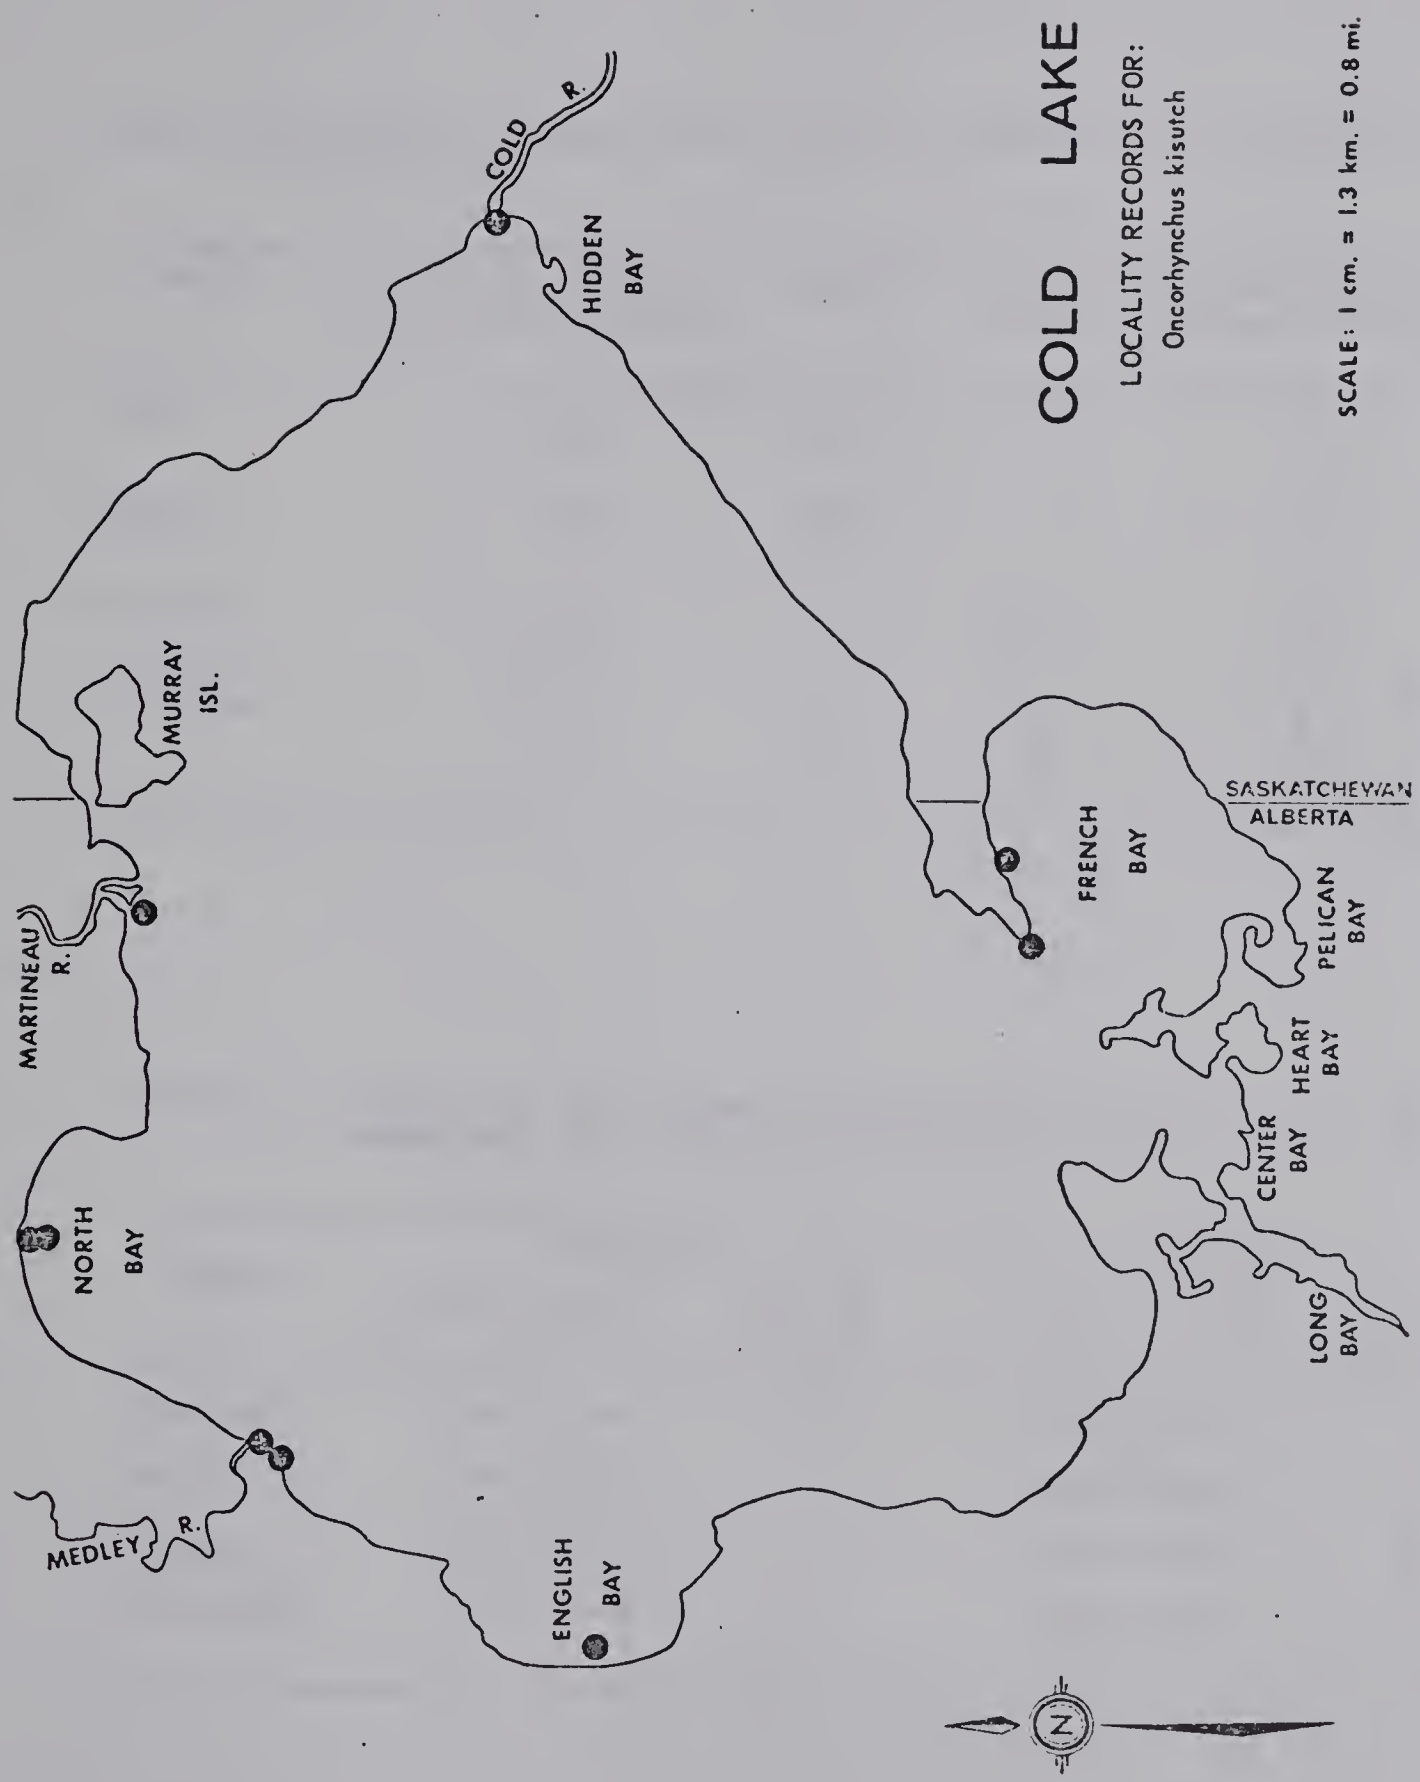 COLD LAKE
LOCALITY RECORDS FOR:
Oncorhynchus kisutch
SCALE: 1 cm. = 1.3 km. = 0.8 mi.
COLD R.
HIDDEN
BAY
MURRAY
ISL.
MARTINEAU
R.
NORTH
BAY
MEDLEY R.
ENGLISH
BAY
FRENCH
BAY
SASKATCHEWAN
ALBERTA
PELICAN
BAY
HEART
BAY
CENTER
BAY
LONG
BAY
N